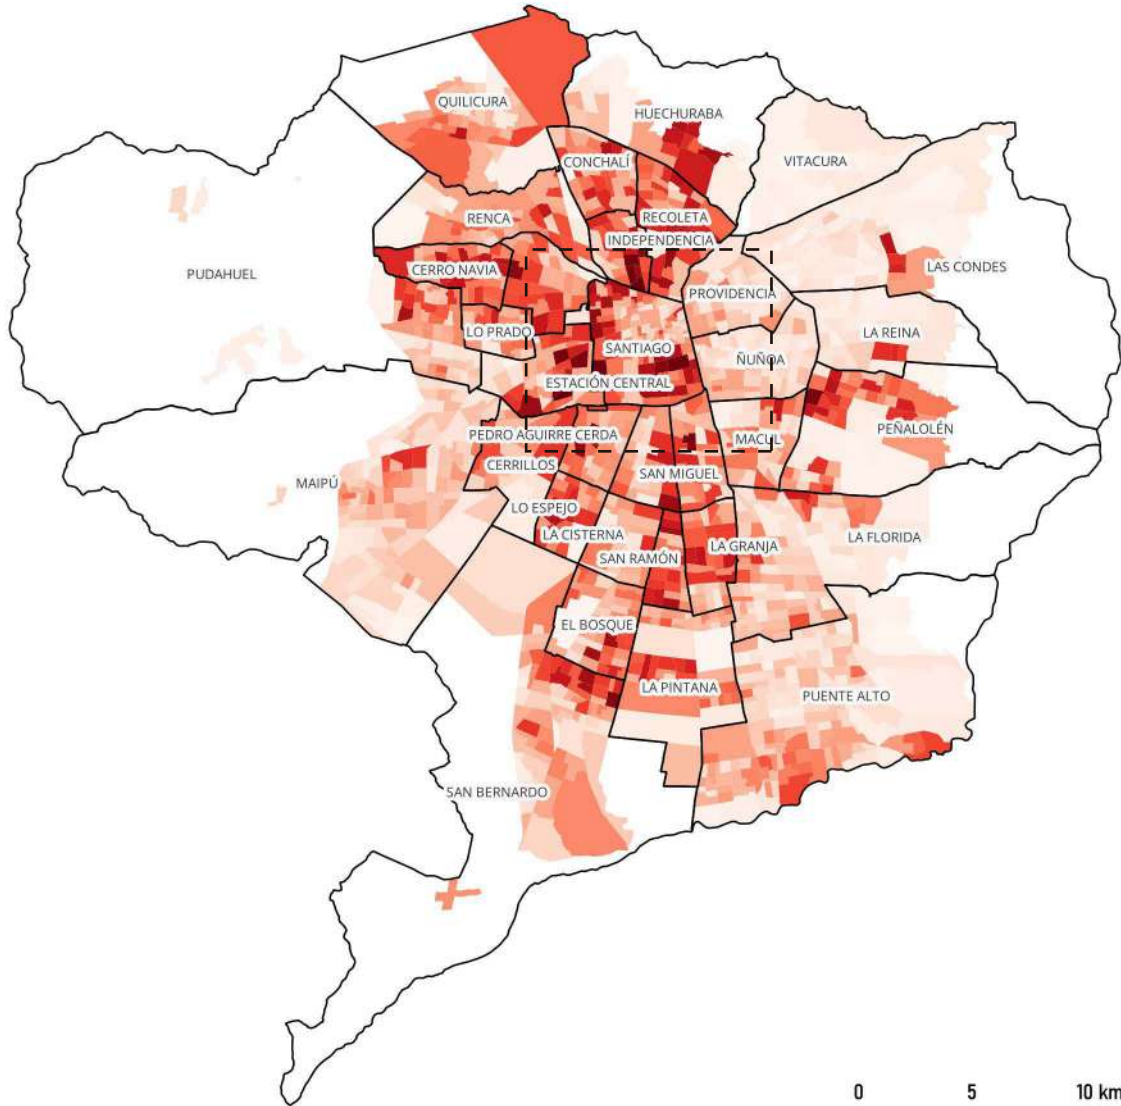 QUILICURA
HUECHURABA
CONCHALÍ
VITACURA
RENCA
RECOLETA
INDEPENDENCIA
PUDAHUEL
CERRO NAVIA
LAS CONDES
PROVIDENCIA
LO PRADO
LA REINA
SANTIAGO
ÑUÑOA
ESTACIÓN CENTRAL
PEÑALOLÉN
PEDRO AGUIRRE CERDA
MACUL
CERRILLOS
SAN MIGUEL
MAIPÚ
LO ESPEJO
LA CISTERNA
LA FLORIDA
LA GRANJA
SAN RAMÓN
EL BOSQUE
LA PINTANA
PUENTE ALTO
SAN BERNARDO
0 5 10 km